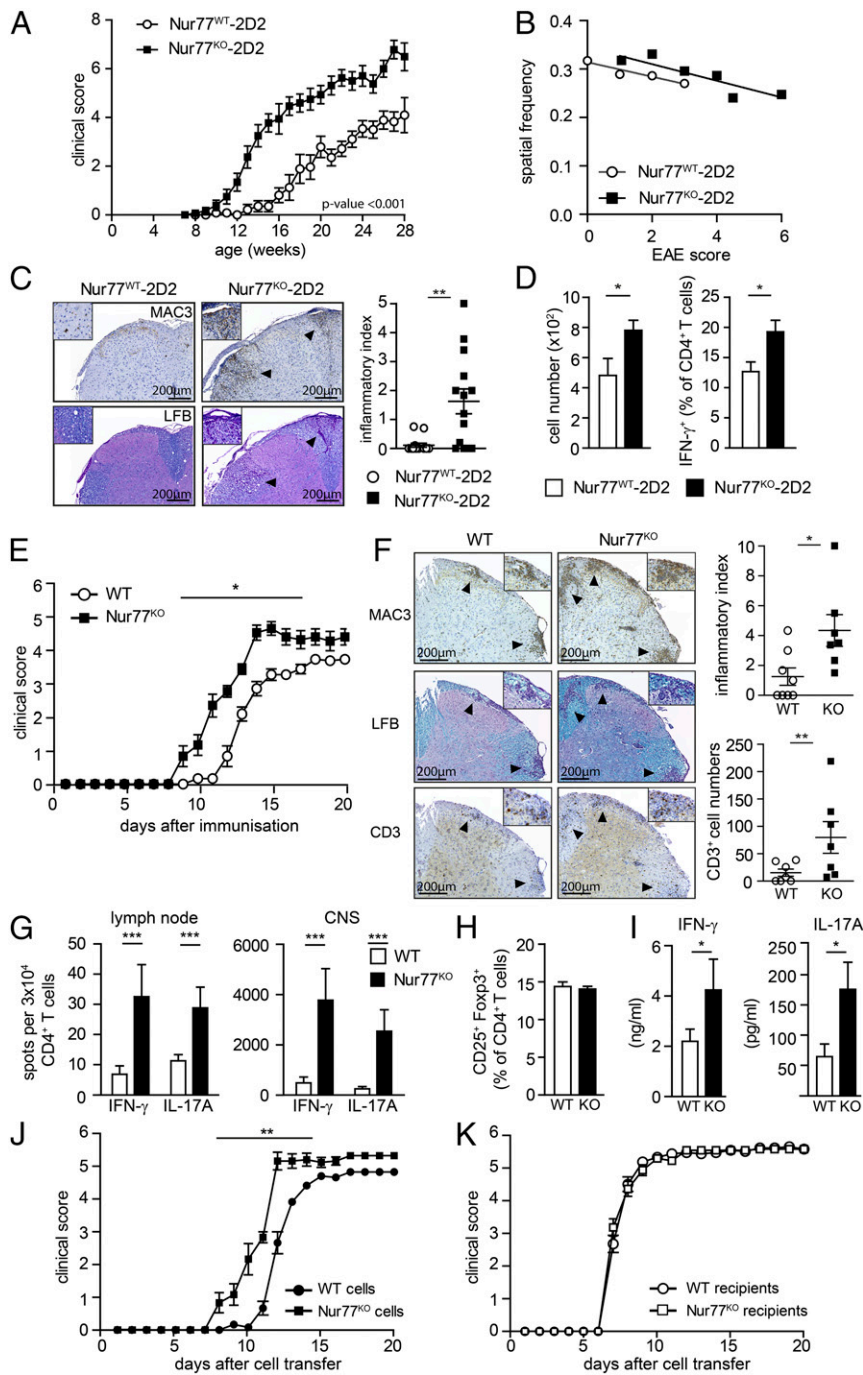 A
Nur77WT-2D2
Nur77KO-2D2
clinical score
8
6
4
2
0
0 4 8 12 16 20 24 28
p-value <0.001
age (weeks)
B
spatial frequency
0.4
0.3
0.2
0.1
0.0
0 2 4 6
Nur77WT-2D2
Nur77KO-2D2
EAE score
C
Nur77WT-2D2 Nur77KO-2D2
MAC3
200µm 200µm
LFB
200µm 200µm
inflammatory index
5
4
3
2
1
0
**
Nur77WT-2D2
Nur77KO-2D2
D
cell number (x10²)
10
8
6
4
2
0
*
IFN-γ+ (% of CD4+ T cells)
25
20
15
10
5
0
*
Nur77WT-2D2 Nur77KO-2D2
E
WT
Nur77KO
*
clinical score
6
5
4
3
2
1
0
0 5 10 15 20
days after immunisation
F
WT Nur77KO
MAC3
200µm 200µm
LFB
200µm 200µm
CD3
200µm 200µm
inflammatory index
10
8
6
4
2
0
*
WT KO
CD3+ cell numbers
250
200
150
100
50
0
**
WT KO
G
lymph node CNS
spots per 3x10⁴
CD4+ T cells
50
40
30
20
10
0
*** ***
IFN-γ IL-17A
6000
4000
2000
0
*** ***
IFN-γ IL-17A
WT
Nur77KO
H
CD25+ Foxp3+
(% of CD4+T cells)
20
15
10
5
0
WT KO
I
IFN-γ
(ng/ml)
6
4
2
0
*
WT KO
IL-17A
(pg/ml)
250
200
150
100
50
0
*
WT KO
J
**
clinical score
6
5
4
3
2
1
0
0 5 10 15 20
WT cells
Nur77KO cells
days after cell transfer
K
clinical score
6
5
4
3
2
1
0
0 5 10 15 20
WT recipients
Nur77KO recipients
days after cell transfer